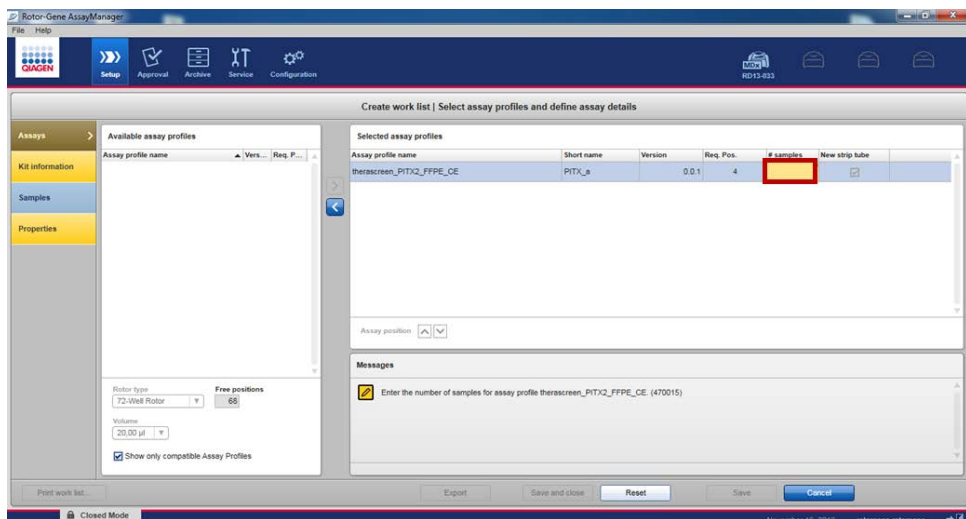 Rotor-Gene AssayManager
File Help
QIAGEN
Setup Approval Archive Service Configuration
MDx
RD13-033
Create work list | Select assay profiles and define assay details
Assays
Kit information
Samples
Properties
Available assay profiles
Assay profile name Vers... Req. P...
Rotor type Free positions
72-Well Rotor 68
Volume
20,00 µl
Show only compatible Assay Profiles
Selected assay profiles
Assay profile name Short name Version Req. Pos. # samples New strip tube
therascreen_PITX2_FFPE_CE PITX_a 0.0.1 4
Assay position
Messages
Enter the number of samples for assay profile therascreen_PITX2_FFPE_CE. (470015)
Print work list... Export Save and close Reset Save Cancel
Closed Mode